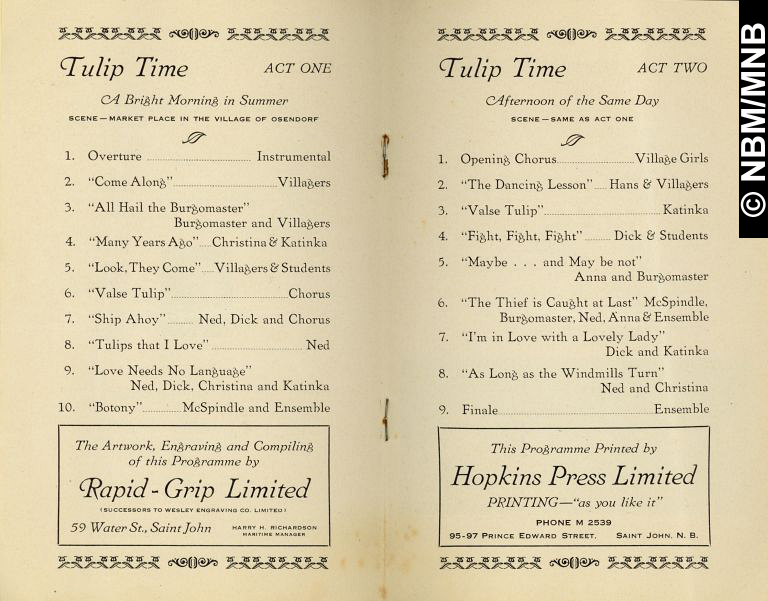 Tulip Time ACT ONE
A Bright Morning in Summer
SCENE—MARKET PLACE IN THE VILLAGE OF OSENDORF
1. Overture ........ Instrumental
2. “Come Along” ........ Villagers
3. “All Hail the Burgomaster”
Burgomaster and Villagers
4. “Many Years Ago” .... Christina & Katinka
5. “Look, They Come” .... Villagers & Students
6. “Valse Tulip” ........ Chorus
7. “Ship Ahoy” ........ Ned, Dick and Chorus
8. “Tulips that I Love” ........ Ned
9. “Love Needs No Language”
Ned, Dick, Christina and Katinka
10. “Botony” ........ McSpindle and Ensemble
The Artwork, Engraving and Compiling
of this Programme by
Rapid-Grip Limited
(SUCCESSORS TO WESLEY ENGRAVING CO. LIMITED)
59 Water St., Saint John HARRY H. RICHARDSON
MARITIME MANAGER
Tulip Time ACT TWO
Afternoon of the Same Day
SCENE—SAME AS ACT ONE
1. Opening Chorus ........ Village Girls
2. “The Dancing Lesson” .... Hans & Villagers
3. “Valse Tulip” ........ Katinka
4. “Fight, Fight, Fight” ........ Dick & Students
5. “Maybe . . . and May be not”
Anna and Burgomaster
6. “The Thief is Caught at Last” McSpindle,
Burgomaster, Ned, Anna & Ensemble
7. “I’m in Love with a Lovely Lady”
Dick and Katinka
8. “As Long as the Windmills Turn”
Ned and Christina
9. Finale ........ Ensemble
This Programme Printed by
Hopkins Press Limited
PRINTING—“as you like it”
PHONE M 2539
95-97 PRINCE EDWARD STREET. SAINT JOHN, N. B.
© NBM/MNB